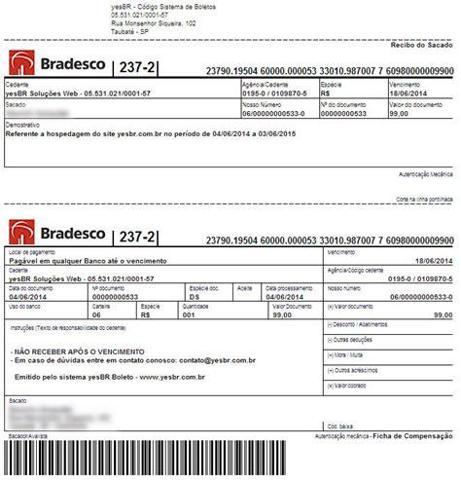 yesBR - Código Sistema de Boletos
05.531.021/0001-57
Rua Monsenhor Siqueira, 102
Taubaté - SP
Recibo do Sacado
Bradesco | 237-2 | 23790.19504 60000.000053 33010.987007 7 60980000009900
Cedente Agência/Cedente Espécie Vencimento
yesBR Soluções Web - 05.531.021/0001-57 0195-0 / 0109870-5 R$ 18/06/2014
Sacado Nosso Número Nº do documento Valor do documento
06/00000000533-0 00000000533 99,00
Demostrativo
Referente a hospedagem do site yesbr.com.br no período de 04/06/2014 a 03/06/2015
Autenticação Mecânica
Corte na linha pontilhada
Bradesco | 237-2 | 23790.19504 60000.000053 33010.987007 7 60980000009900
Local de pagamento Vencimento
Pagável em qualquer Banco até o vencimento 18/06/2014
Cedente Agência/Código cedente
yesBR Soluções Web - 05.531.021/0001-57 0195-0 / 0109870-5
Data do documento Nº documento Espécie doc. Aceite Data processamento Nosso número
04/06/2014 00000000533 DS 04/06/2014 06/00000000533-0
Uso do banco Carteira Espécie Quantidade Valor Documento (=) Valor documento
06 R$ 001 99,00 99,00
Instruções (Texto de responsabilidade do cedente) (-) Desconto / Abatimentos
(-) Outras deduções
- NÃO RECEBER APÓS O VENCIMENTO
- Em caso de dúvidas entre em contato conosco: contato@yesbr.com.br (+) Mora / Multa
(+) Outros acréscimos
Emitido pelo sistema yesBR Boleto - www.yesbr.com.br
(=) Valor cobrado
Sacado
Cód. baixa
Sacador/Avalista Autenticação mecânica - Ficha de Compensação